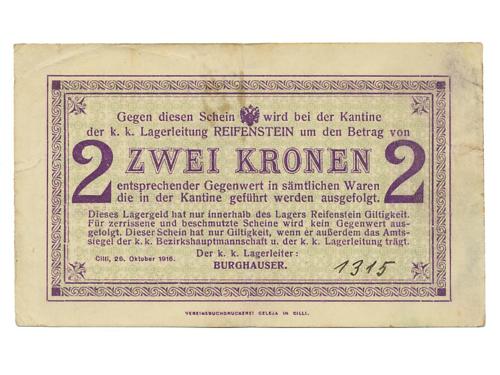 Gegen diesen Schein wird bei der Kantine
der k. k. Lagerleitung REIFENSTEIN um den Betrag von
2 ZWEI KRONEN 2
entsprechender Gegenwert in sämtlichen Waren
die in der Kantine geführt werden ausgefolgt.
Dieses Lagergeld hat nur innerhalb des Lagers Reifenstein Giltigkeit.
Für zerrissene und beschmutzte Scheine wird kein Gegenwert aus-
gefolgt. Dieser Schein hat nur Giltigkeit, wenn er außerdem das Amts-
siegel der k. k. Bezirkshauptmannschaft u. der k. k. Lagerleitung trägt.
Cilli, 26. Oktober 1916.
Der k. k. Lagerleiter:
BURGHAUSER.
1315
VEREINSBUCHDRUCKEREI CELEJA IN CILLI.